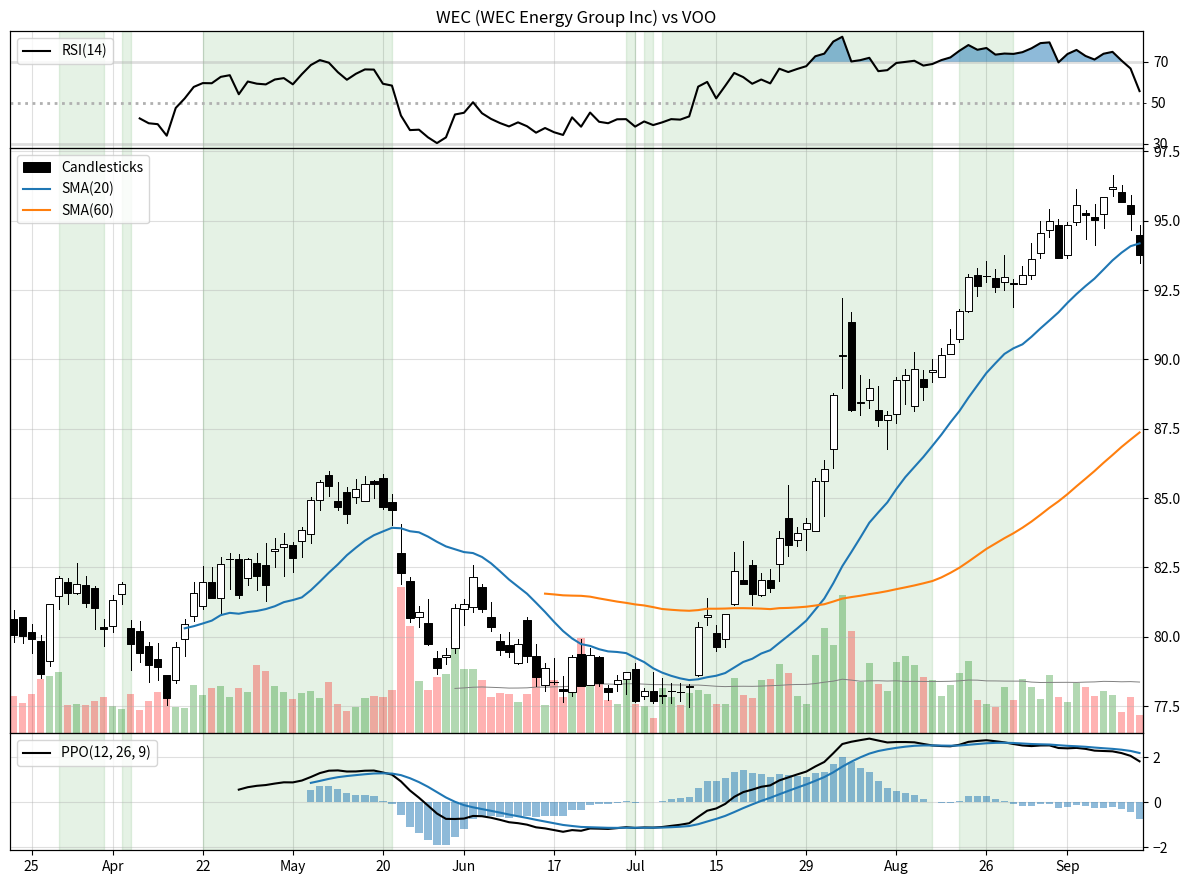 WEC (WEC Energy Group Inc) vs VOO
RSI(14)
70
50
30
Candlesticks
SMA(20)
SMA(60)
97.5
95.0
92.5
90.0
87.5
85.0
82.5
80.0
77.5
PPO(12, 26, 9)
2
0
−2
25 Apr 22 May 20 Jun 17 Jul 15 29 Aug 26 Sep